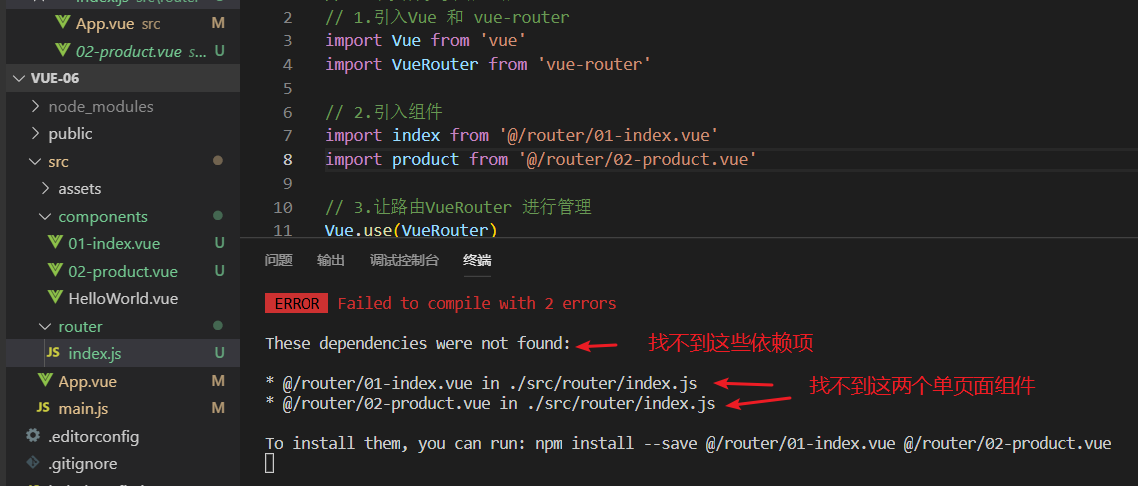 index.js src\router
App.vue src M
02-product.vue s... U
VUE-06
node_modules
public
src
assets
components
01-index.vue U
02-product.vue U
HelloWorld.vue
router
JS index.js U
App.vue M
JS main.js M
.editorconfig
.gitignore
2 // 1.引入Vue 和 vue-router
3 import Vue from 'vue'
4 import VueRouter from 'vue-router'
5
6 // 2.引入组件
7 import index from '@/router/01-index.vue'
8 import product from '@/router/02-product.vue'
9
10 // 3.让路由VueRouter 进行管理
11 Vue.use(VueRouter)
问题 输出 调试控制台 终端
ERROR Failed to compile with 2 errors
These dependencies were not found: 找不到这些依赖项
* @/router/01-index.vue in ./src/router/index.js
* @/router/02-product.vue in ./src/router/index.js
找不到这两个单页面组件
To install them, you can run: npm install --save @/router/01-index.vue @/router/02-product.vue